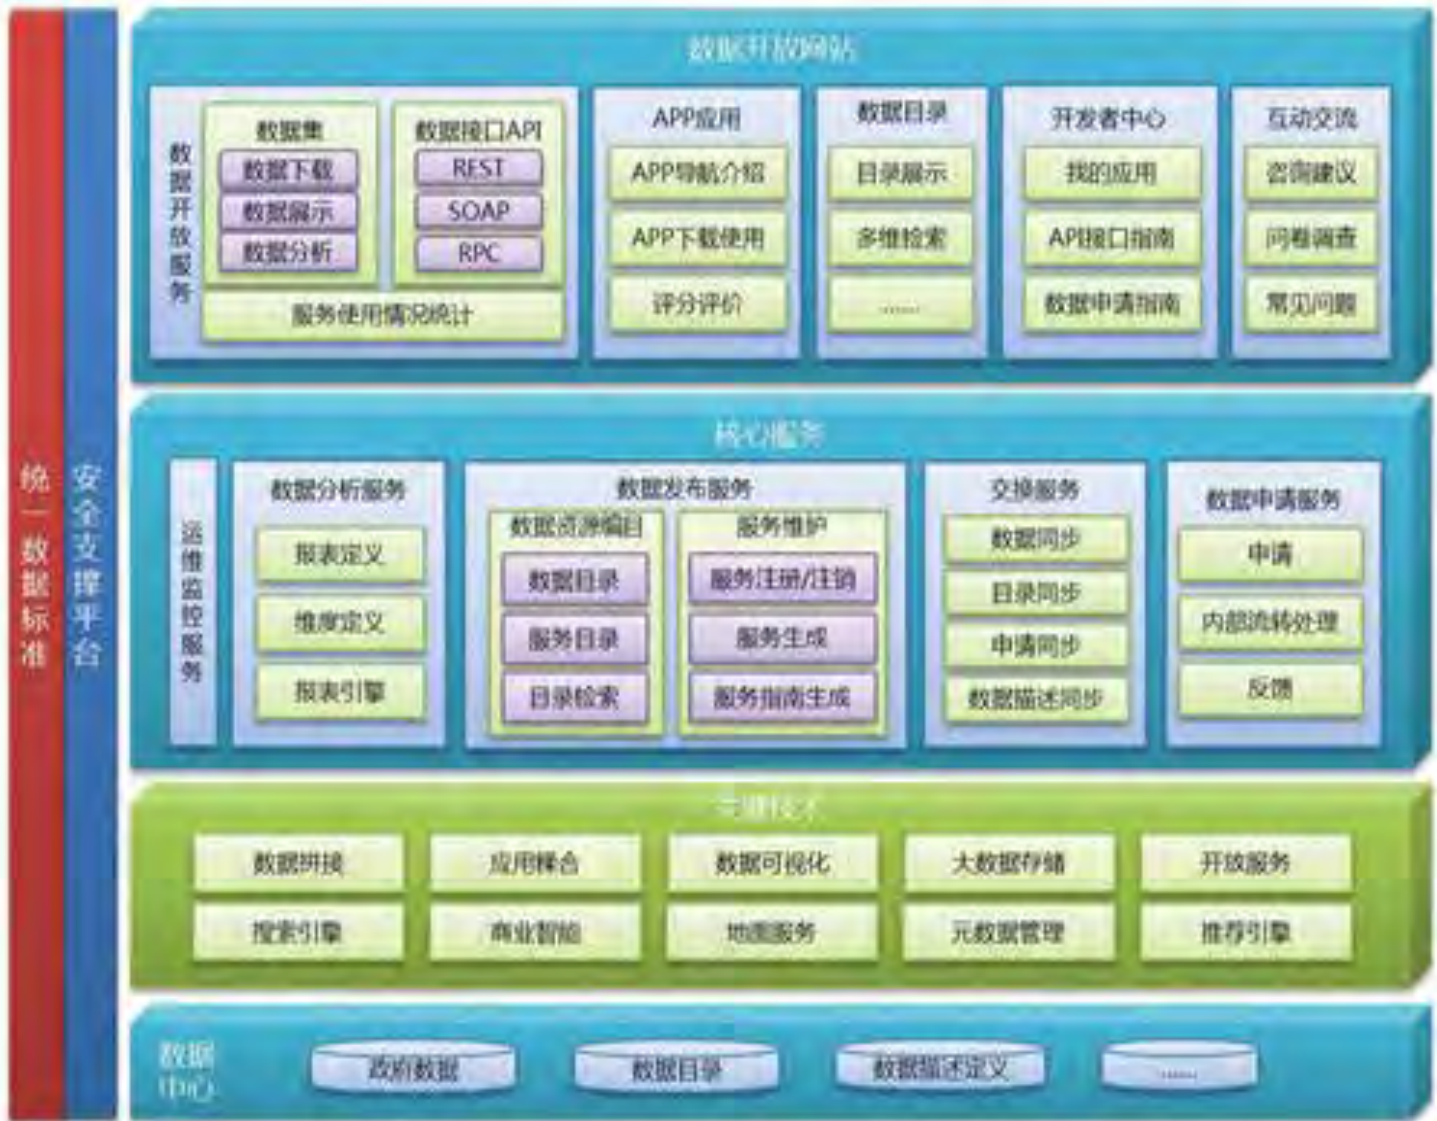 统一数据标准
安全支撑平台
数据开放网站
数据开放服务
数据集
数据下载
数据展示
数据分析
数据接口API
REST
SOAP
RPC
服务使用情况统计
APP应用
APP导航介绍
APP下载使用
评分评价
数据目录
目录展示
多维检索
......
开发者中心
我的应用
API接口指南
数据申请指南
互动交流
咨询建议
问卷调查
常见问题
核心服务
运维监控服务
数据分析服务
报表定义
维度定义
报表引擎
数据发布服务
数据资源编目
数据目录
服务目录
目录检索
服务维护
服务注册/注销
服务生成
服务指南生成
交换服务
数据同步
目录同步
申请同步
数据描述同步
数据申请服务
申请
内部流转处理
反馈
关键技术
数据拼接
应用糅合
数据可视化
大数据存储
开放服务
搜索引擎
商业智能
地图服务
元数据管理
推荐引擎
数据
中心
政府数据
数据目录
数据描述定义
......